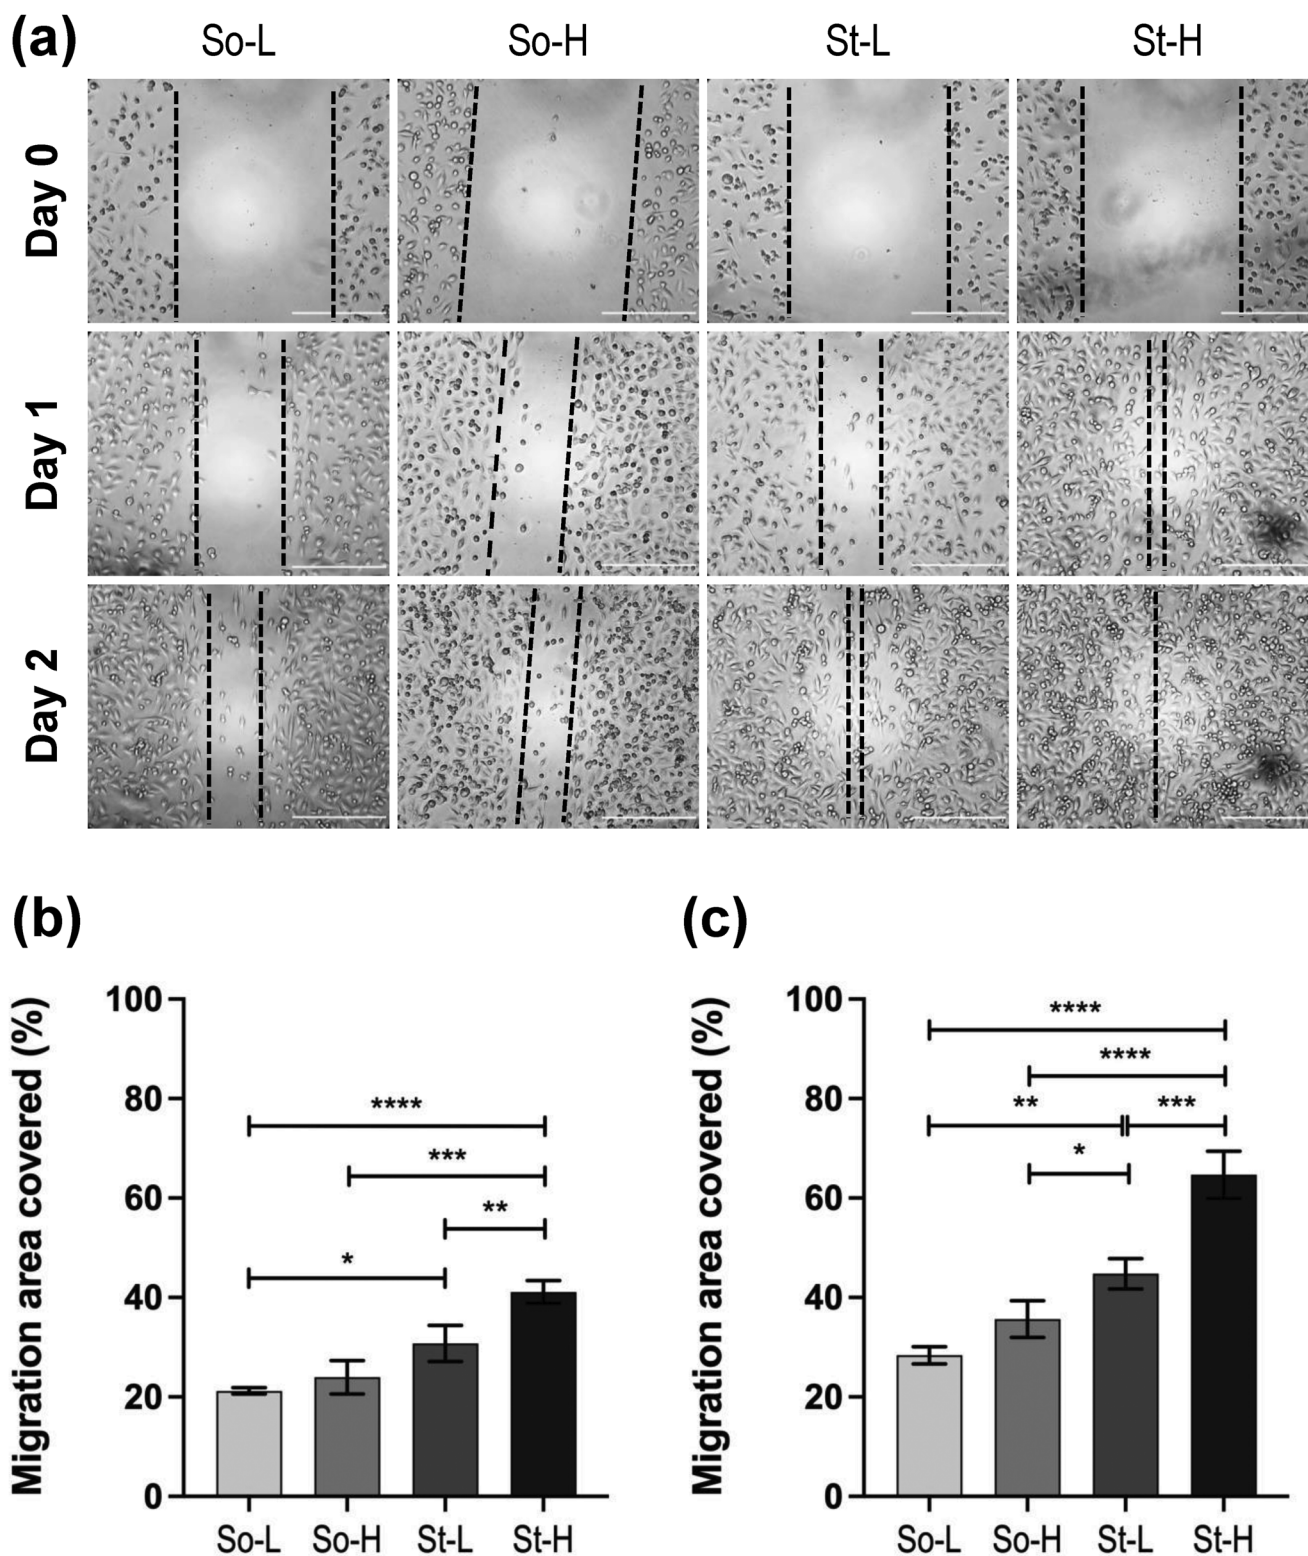 (a)
So-L So-H St-L St-H
Day 0
Day 1
Day 2
(b)
Migration area covered (%)
100
80
60
40
20
0
****
***
**
*
So-L So-H St-L St-H
(c)
Migration area covered (%)
100
80
60
40
20
0
****
****
** ***
*
So-L So-H St-L St-H